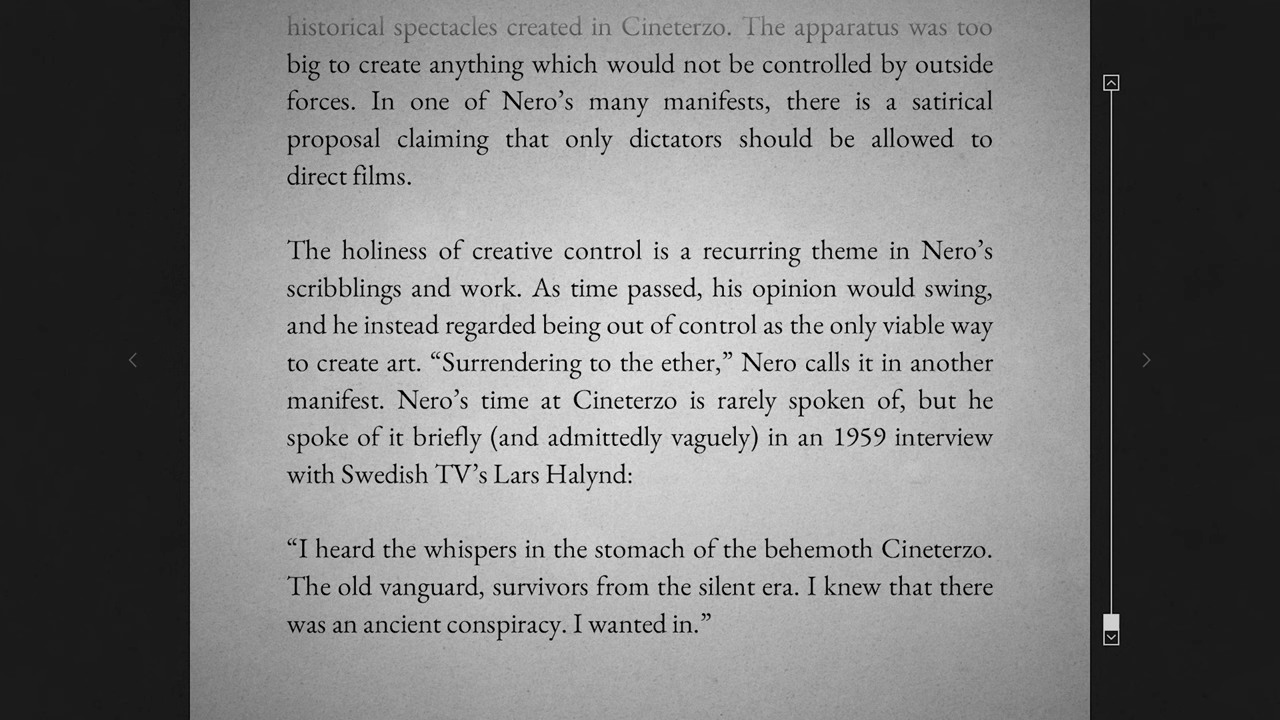 historical spectacles created in Cineterzo. The apparatus was too
big to create anything which would not be controlled by outside
forces. In one of Nero’s many manifests, there is a satirical
proposal claiming that only dictators should be allowed to
direct films.
The holiness of creative control is a recurring theme in Nero’s
scribblings and work. As time passed, his opinion would swing,
and he instead regarded being out of control as the only viable way
to create art. “Surrendering to the ether,” Nero calls it in another
manifest. Nero’s time at Cineterzo is rarely spoken of, but he
spoke of it briefly (and admittedly vaguely) in an 1959 interview
with Swedish TV’s Lars Halynd:
“I heard the whispers in the stomach of the behemoth Cineterzo.
The old vanguard, survivors from the silent era. I knew that there
was an ancient conspiracy. I wanted in.”